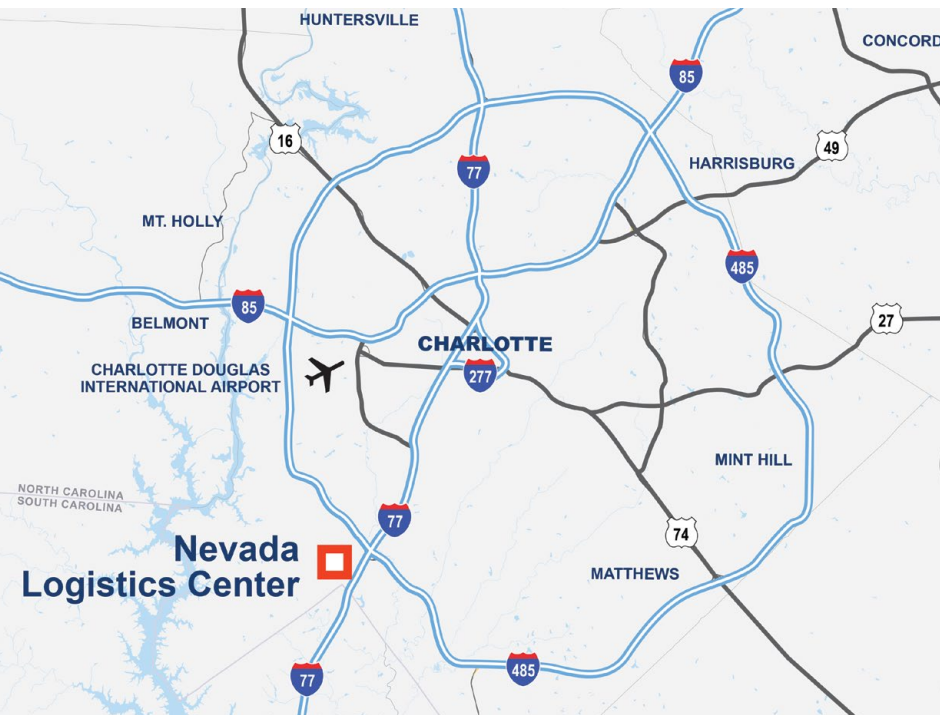 HUNTERSVILLE
CONCORD
85
16
49
77
HARRISBURG
MT. HOLLY
485
85
27
BELMONT
CHARLOTTE
CHARLOTTE DOUGLAS
INTERNATIONAL AIRPORT
277
MINT HILL
NORTH CAROLINA
SOUTH CAROLINA
77
74
Nevada
Logistics Center
MATTHEWS
485
77